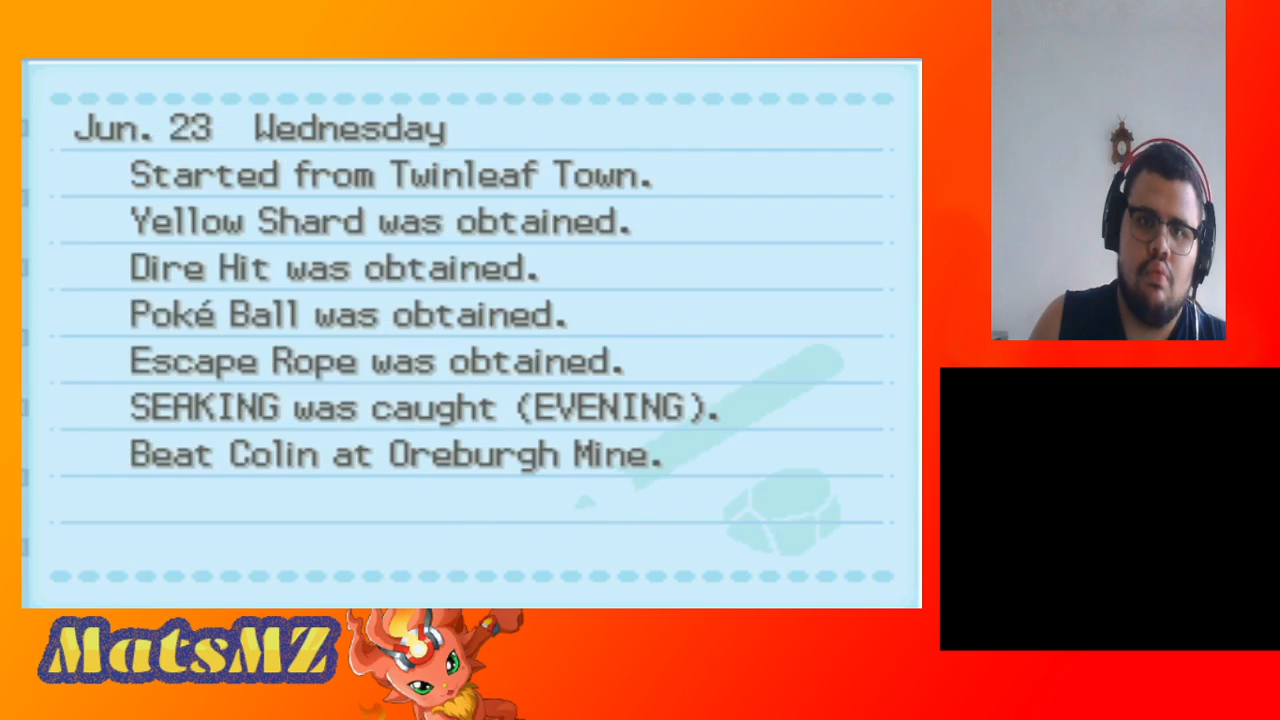 Jun. 23 Wednesday
Started from Twinleaf Town.
Yellow Shard was obtained.
Dire Hit was obtained.
Poké Ball was obtained.
Escape Rope was obtained.
SEAKING was caught (EVENING).
Beat Colin at Oreburgh Mine.
MatsMZ